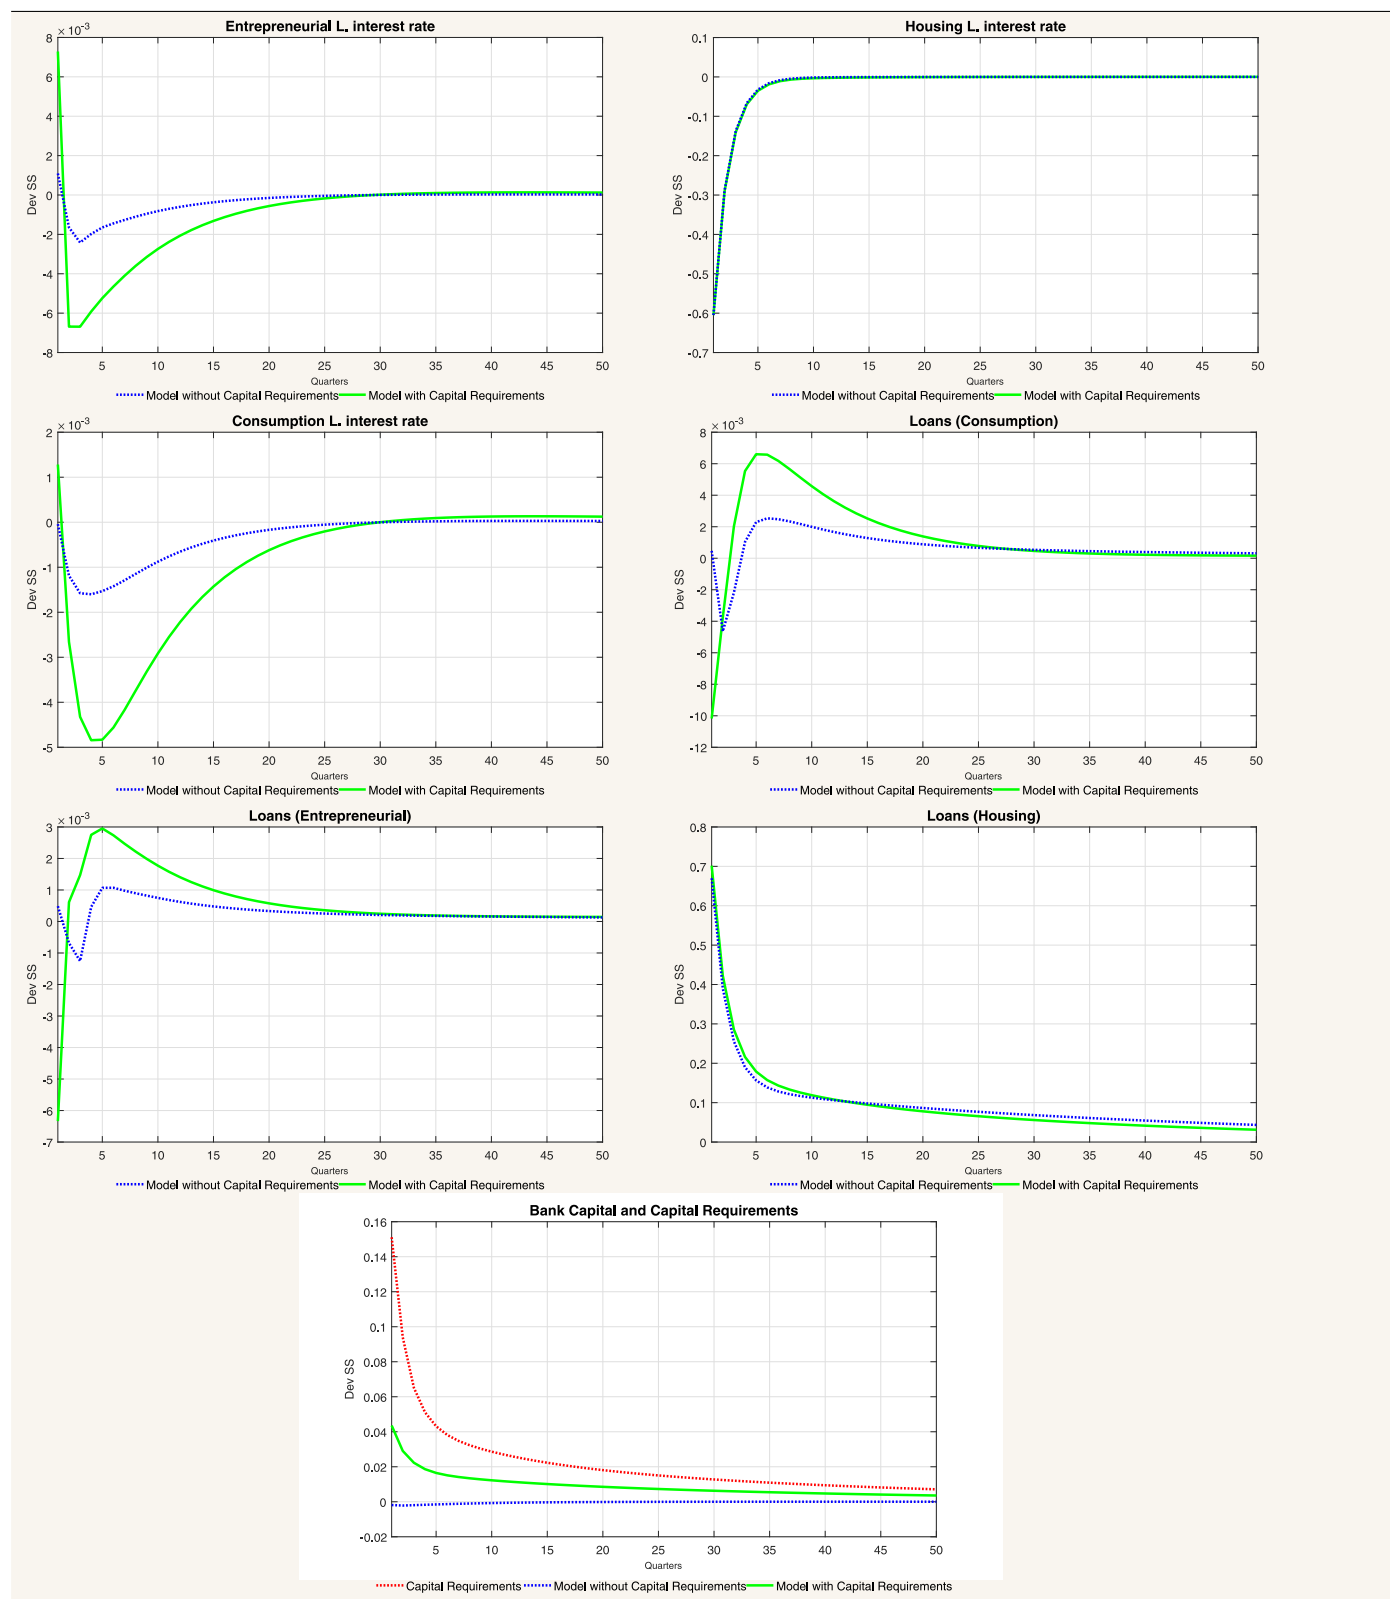 Entrepreneurial L. interest rate
× 10-3
8
6
4
2
0
-2
-4
-6
-8
Dev SS
5 10 15 20 25 30 35 40 45 50
Quarters
Model without Capital Requirements Model with Capital Requirements
Housing L. interest rate
0.1
0
-0.1
-0.2
-0.3
-0.4
-0.5
-0.6
-0.7
Dev SS
5 10 15 20 25 30 35 40 45 50
Quarters
Model without Capital Requirements Model with Capital Requirements
Consumption L. interest rate
× 10-3
2
1
0
-1
-2
-3
-4
-5
Dev SS
5 10 15 20 25 30 35 40 45 50
Quarters
Model without Capital Requirements Model with Capital Requirements
Loans (Consumption)
× 10-3
8
6
4
2
0
-2
-4
-6
-8
-10
-12
Dev SS
5 10 15 20 25 30 35 40 45 50
Quarters
Model without Capital Requirements Model with Capital Requirements
Loans (Entrepreneurial)
× 10-3
3
2
1
0
-1
-2
-3
-4
-5
-6
-7
Dev SS
5 10 15 20 25 30 35 40 45 50
Quarters
Model without Capital Requirements Model with Capital Requirements
Loans (Housing)
0.8
0.7
0.6
0.5
0.4
0.3
0.2
0.1
0
Dev SS
5 10 15 20 25 30 35 40 45 50
Quarters
Model without Capital Requirements Model with Capital Requirements
Bank Capital and Capital Requirements
0.16
0.14
0.12
0.1
0.08
0.06
0.04
0.02
0
-0.02
Dev SS
5 10 15 20 25 30 35 40 45 50
Quarters
Capital Requirements Model without Capital Requirements Model with Capital Requirements